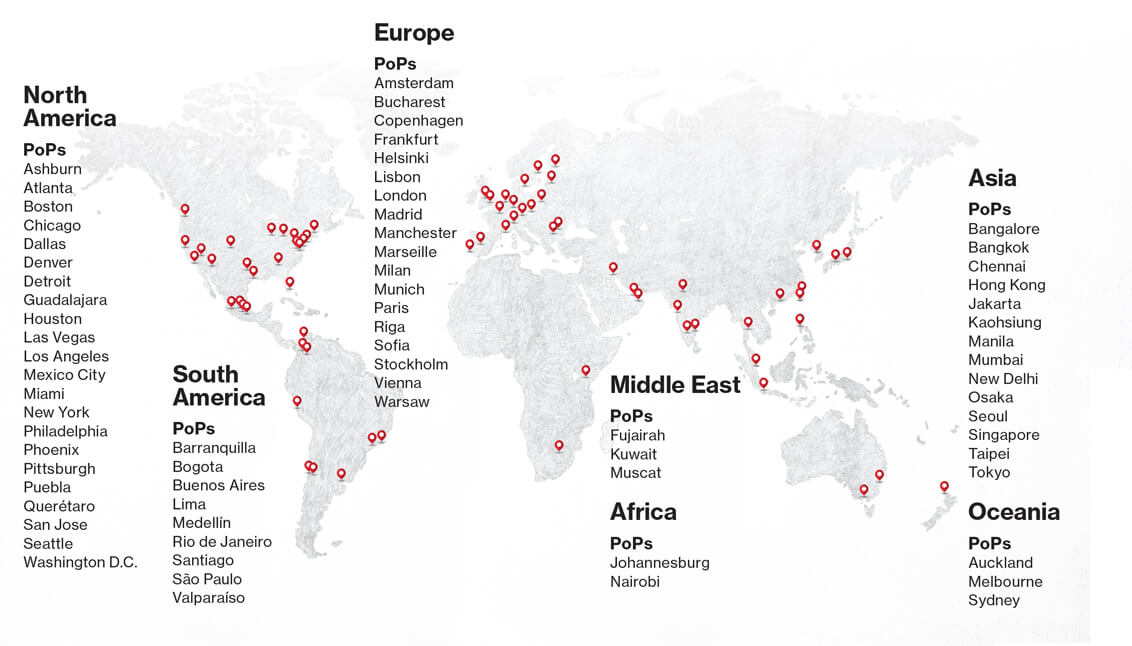 North
America
PoPs
Ashburn
Atlanta
Boston
Chicago
Dallas
Denver
Detroit
Guadalajara
Houston
Las Vegas
Los Angeles
Mexico City
Miami
New York
Philadelphia
Phoenix
Pittsburgh
Puebla
Querétaro
San Jose
Seattle
Washington D.C.
South
America
PoPs
Barranquilla
Bogota
Buenos Aires
Lima
Medellín
Rio de Janeiro
Santiago
São Paulo
Valparaíso
Europe
PoPs
Amsterdam
Bucharest
Copenhagen
Frankfurt
Helsinki
Lisbon
London
Madrid
Manchester
Marseille
Milan
Munich
Paris
Riga
Sofia
Stockholm
Vienna
Warsaw
Middle East
PoPs
Fujairah
Kuwait
Muscat
Africa
PoPs
Johannesburg
Nairobi
Asia
PoPs
Bangalore
Bangkok
Chennai
Hong Kong
Jakarta
Kaohsiung
Manila
Mumbai
New Delhi
Osaka
Seoul
Singapore
Taipei
Tokyo
Oceania
PoPs
Auckland
Melbourne
Sydney